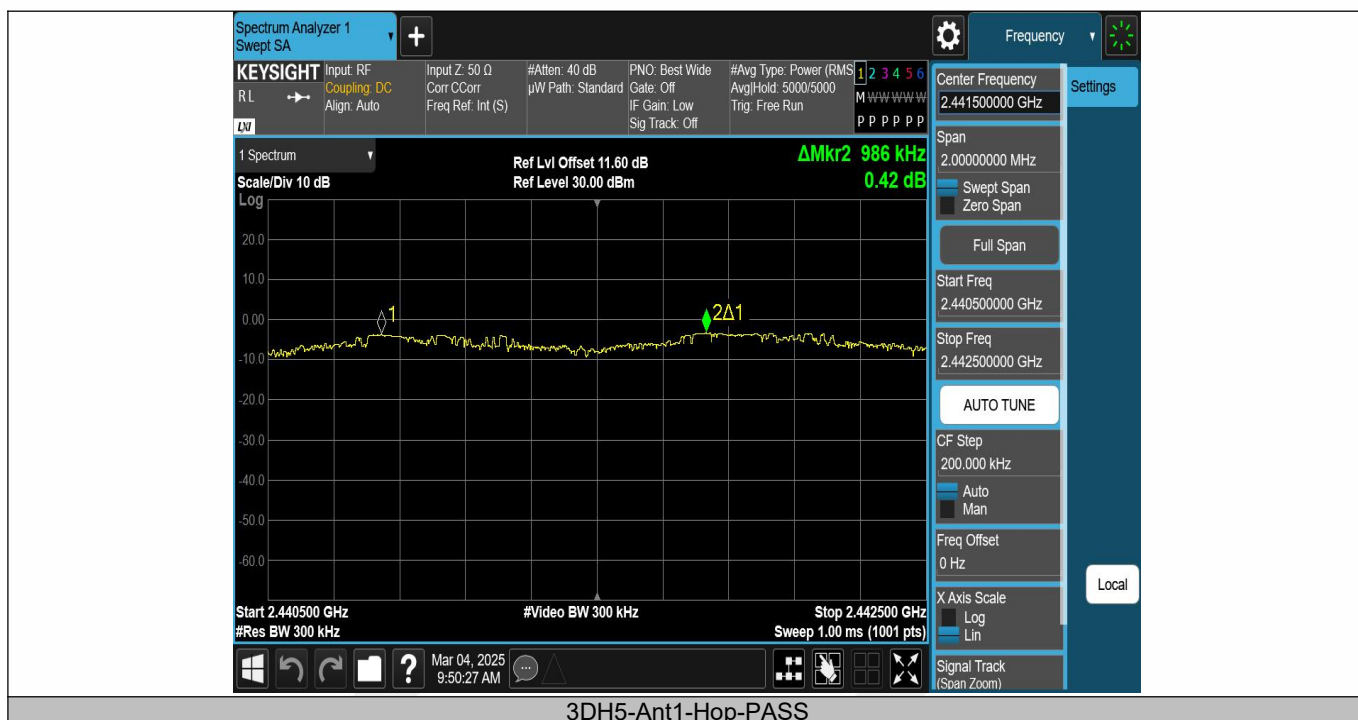 Spectrum Analyzer 1
Swept SA
+
Frequency
KEYSIGHT
R L
LXI
Input: RF
Coupling: DC
Align: Auto
Input Z: 50 Ω
Corr CCorr
Freq Ref: Int (S)
#Atten: 40 dB
µW Path: Standard
PNO: Best Wide
Gate: Off
IF Gain: Low
Sig Track: Off
#Avg Type: Power (RMS
Avg|Hold: 5000/5000
Trig: Free Run
1 2 3 4 5 6
M W W W W W
P P P P P P
1 Spectrum
Scale/Div 10 dB
Log
Ref Lvl Offset 11.60 dB
Ref Level 30.00 dBm
ΔMkr2 986 kHz
0.42 dB
20.0
10.0
0.00
-10.0
-20.0
-30.0
-40.0
-50.0
-60.0
1
2Δ1
Start 2.440500 GHz
#Res BW 300 kHz
#Video BW 300 kHz
Stop 2.442500 GHz
Sweep 1.00 ms (1001 pts)
Center Frequency
2.441500000 GHz
Settings
Span
2.00000000 MHz
Swept Span
Zero Span
Full Span
Start Freq
2.440500000 GHz
Stop Freq
2.442500000 GHz
AUTO TUNE
CF Step
200.000 kHz
Auto
Man
Freq Offset
0 Hz
X Axis Scale
Log
Lin
Local
Signal Track
(Span Zoom)
?
Mar 04, 2025
9:50:27 AM
3DH5-Ant1-Hop-PASS